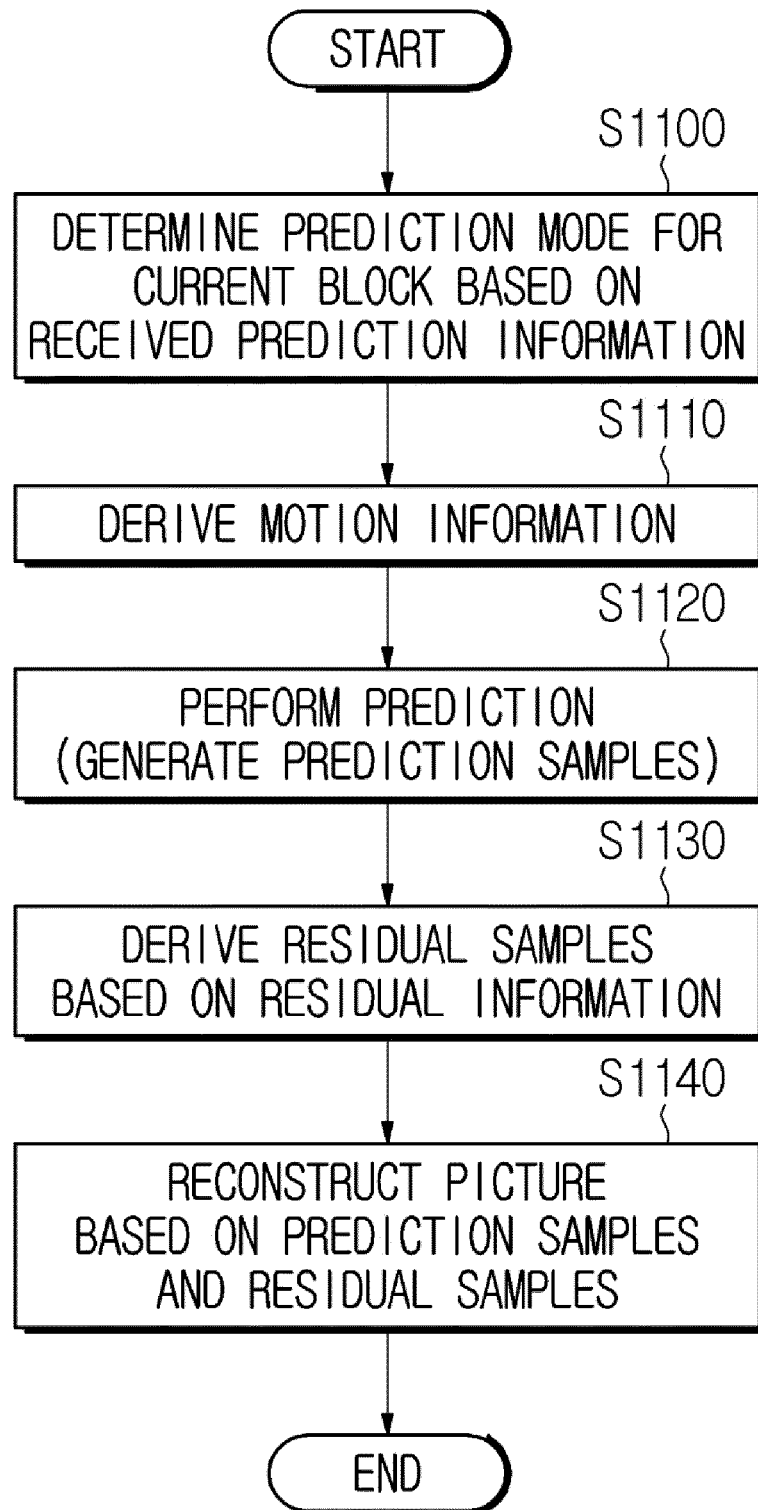 START
S1100
DETERMINE PREDICTION MODE FOR
CURRENT BLOCK BASED ON
RECEIVED PREDICTION INFORMATION
S1110
DERIVE MOTION INFORMATION
S1120
PERFORM PREDICTION
(GENERATE PREDICTION SAMPLES)
S1130
DERIVE RESIDUAL SAMPLES
BASED ON RESIDUAL INFORMATION
S1140
RECONSTRUCT PICTURE
BASED ON PREDICTION SAMPLES
AND RESIDUAL SAMPLES
END